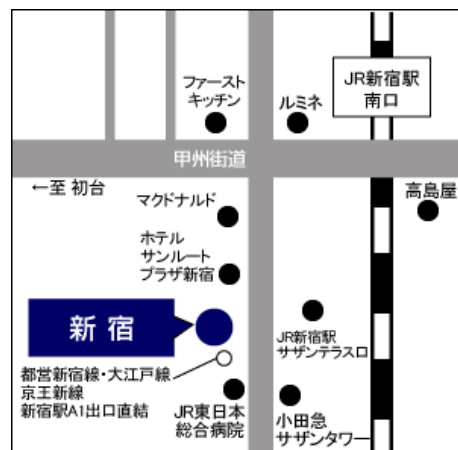 ファースト
キッチン
ルミネ
JR新宿駅
南口
甲州街道
←至 初台
マクドナルド
高島屋
ホテル
サンルート
プラザ新宿
新宿
JR新宿駅
サザンテラス口
都営新宿線・大江戸線
京王新線
新宿駅A1出口直結
JR東日本
総合病院
小田急
サザンタワー